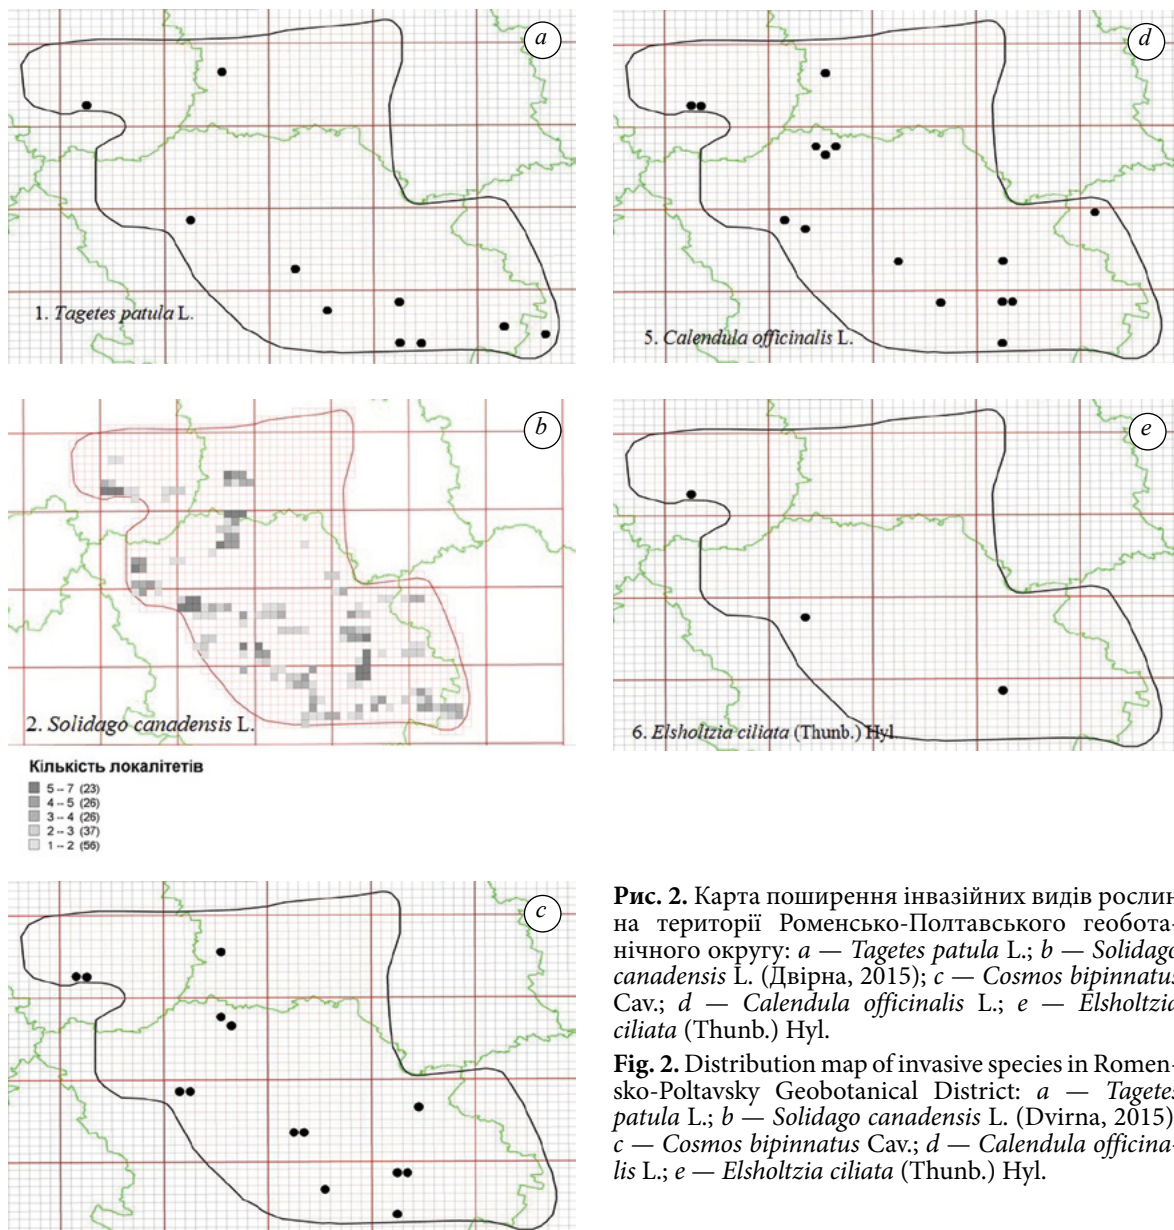 a
1. Tagetes patula L.
b
2. Solidago canadensis L.
Кількість локалітетів
5 -- 7 (23)
4 -- 5 (26)
3 -- 4 (26)
2 -- 3 (37)
1 -- 2 (56)
c
d
5. Calendula officinalis L.
e
6. Elsholtzia ciliata (Thunb.) Hyl.
Рис. 2. Карта поширення інвазійних видів рослин
на території Роменсько-Полтавського геобота-
нічного округу: a — Tagetes patula L.; b — Solidago
canadensis L. (Двірна, 2015); c — Cosmos bipinnatus
Cav.; d — Calendula officinalis L.; e — Elsholtzia
ciliata (Thunb.) Hyl.
Fig. 2. Distribution map of invasive species in Romen-
sko-Poltavsky Geobotanical District: a — Tagetes
patula L.; b — Solidago canadensis L. (Dvirna, 2015)
c — Cosmos bipinnatus Cav.; d — Calendula officina-
lis L.; e — Elsholtzia ciliata (Thunb.) Hyl.